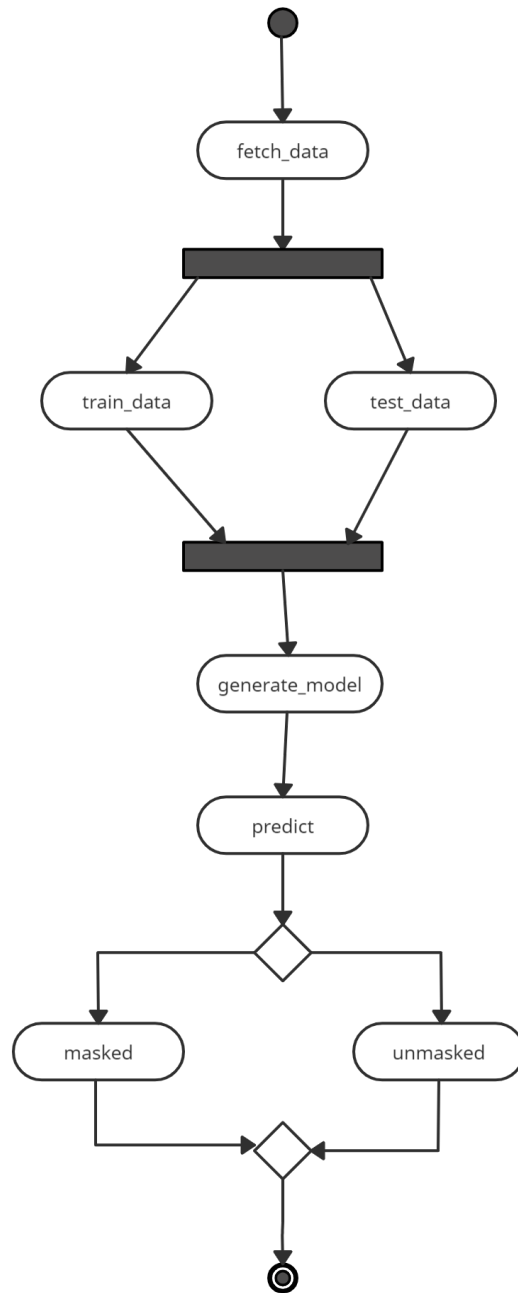 fetch_data
train_data
test_data
generate_model
predict
masked
unmasked